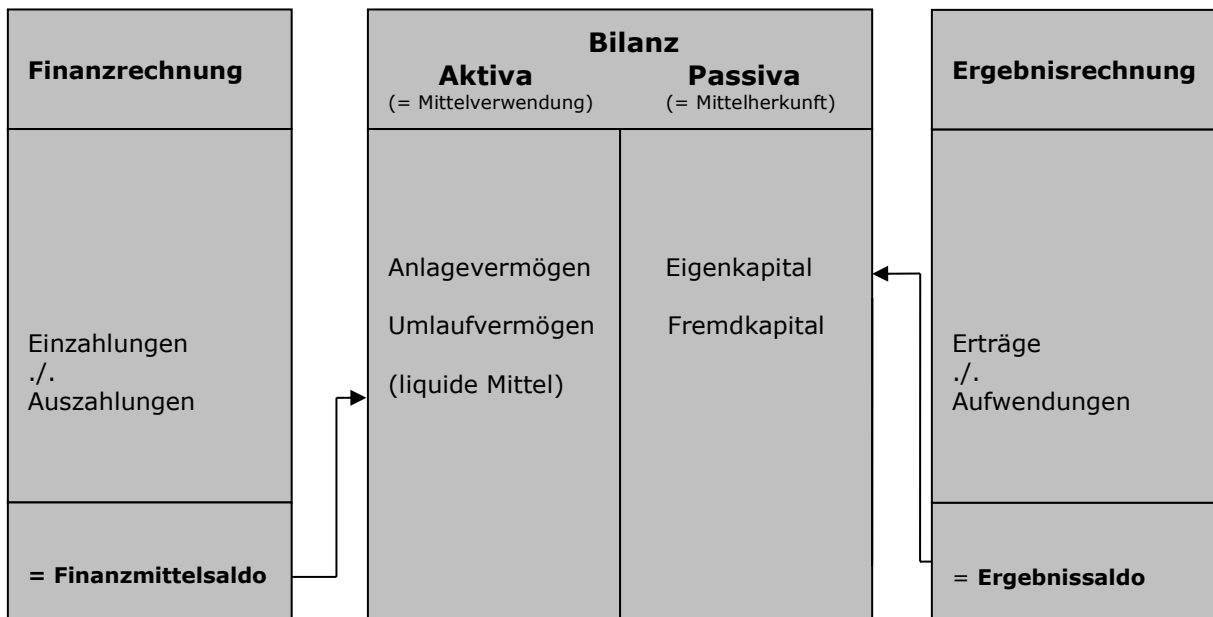 Finanzrechnung
Einzahlungen
./.
Auszahlungen
= Finanzmittelsaldo
Bilanz
Aktiva
(= Mittelverwendung)
Passiva
(= Mittelherkunft)
Anlagevermögen
Umlaufvermögen
(liquide Mittel)
Eigenkapital
Fremdkapital
Ergebnisrechnung
Erträge
./.
Aufwendungen
= Ergebnissaldo